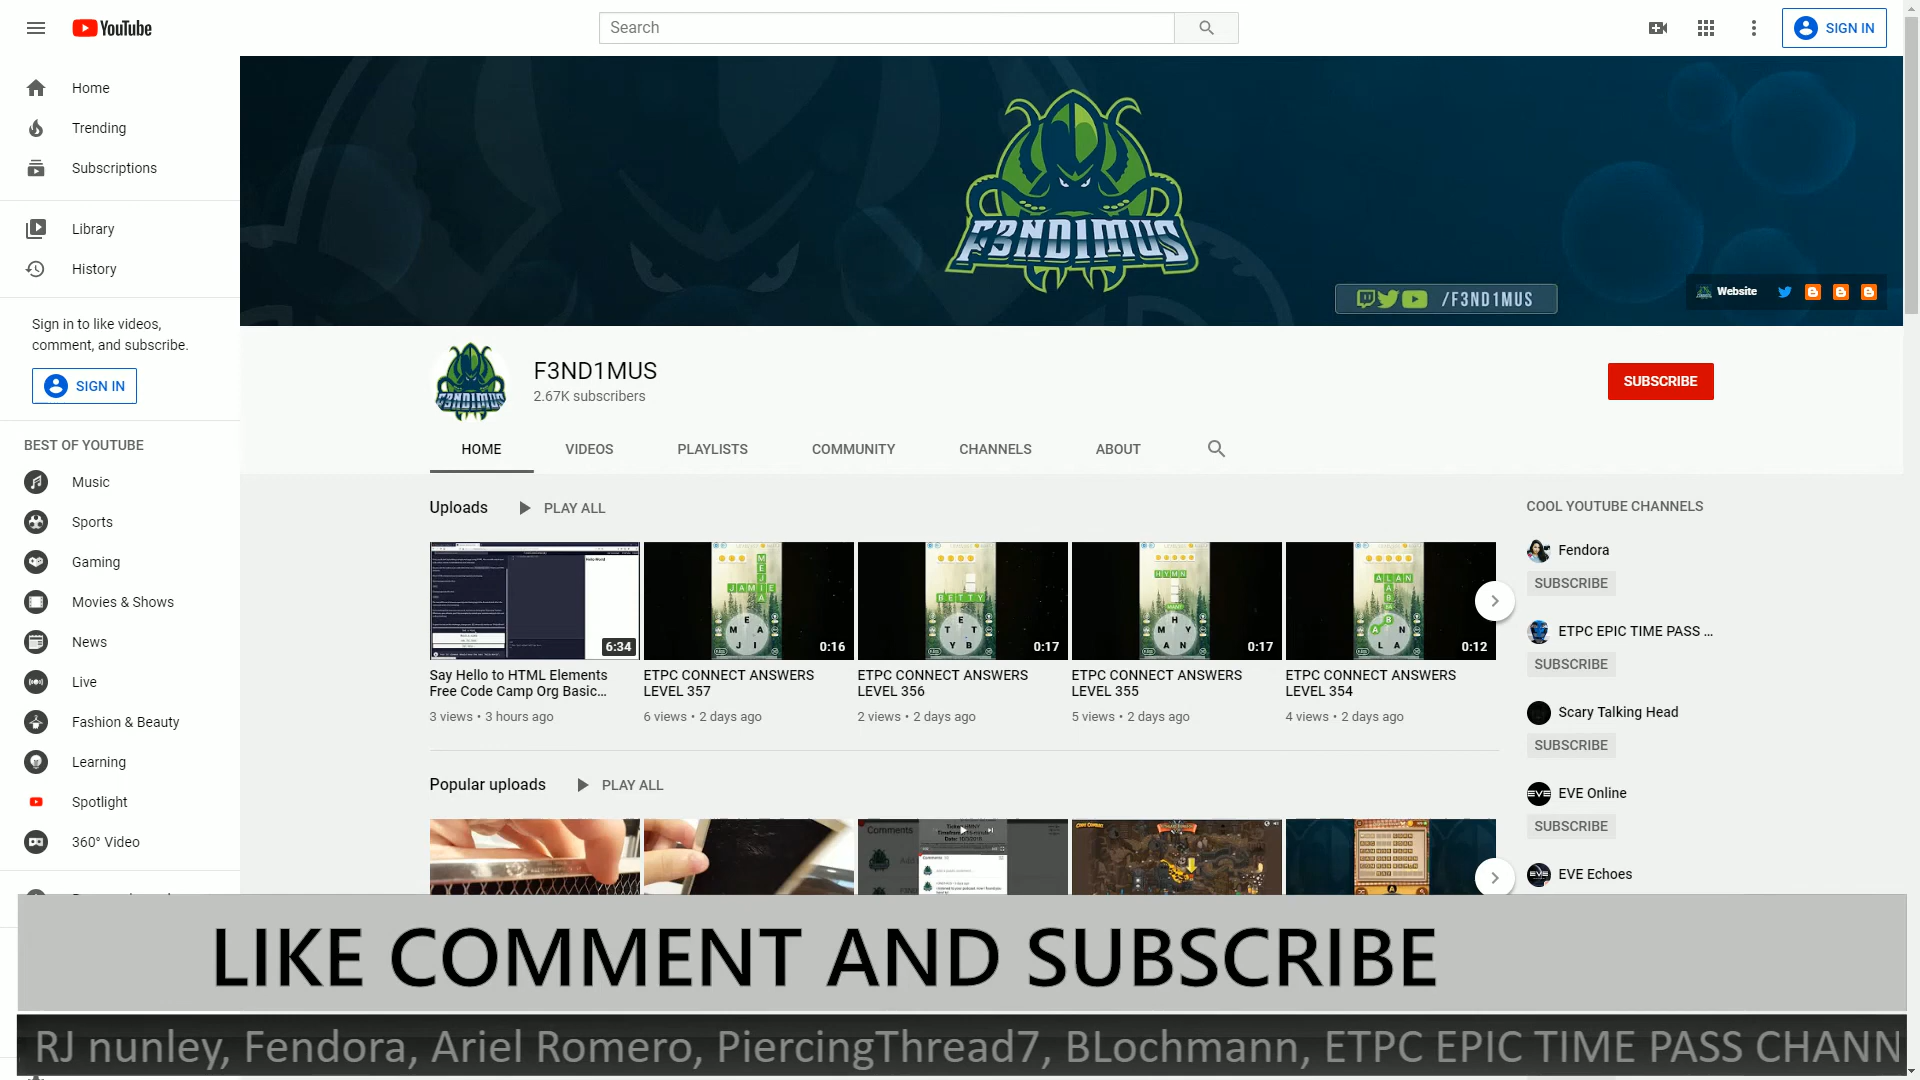 YouTube
Search
SIGN IN
Home
Trending
Subscriptions
Library
History
Sign in to like videos,
comment, and subscribe.
SIGN IN
BEST OF YOUTUBE
Music
Sports
Gaming
Movies & Shows
News
Live
Fashion & Beauty
Learning
Spotlight
360° Video
F3ND1MUS
/F3ND1MUS
Website
F3ND1MUS
F3ND1MUS
2.67K subscribers
SUBSCRIBE
HOME
VIDEOS
PLAYLISTS
COMMUNITY
CHANNELS
ABOUT
Uploads
PLAY ALL
6:34
Say Hello to HTML Elements
Free Code Camp Org Basic...
3 views • 3 hours ago
JAMIE
0:16
ETPC CONNECT ANSWERS
LEVEL 357
6 views • 2 days ago
BETTY
0:17
ETPC CONNECT ANSWERS
LEVEL 356
2 views • 2 days ago
HYMN
0:17
ETPC CONNECT ANSWERS
LEVEL 355
5 views • 2 days ago
ALAN
0:12
ETPC CONNECT ANSWERS
LEVEL 354
4 views • 2 days ago
Popular uploads
PLAY ALL
Comments
COOL YOUTUBE CHANNELS
Fendora
SUBSCRIBE
ETPC EPIC TIME PASS ...
SUBSCRIBE
Scary Talking Head
SUBSCRIBE
EVE Online
SUBSCRIBE
EVE Echoes
LIKE COMMENT AND SUBSCRIBE
RJ nunley, Fendora, Ariel Romero, PiercingThread7, BLochmann, ETPC EPIC TIME PASS CHANN